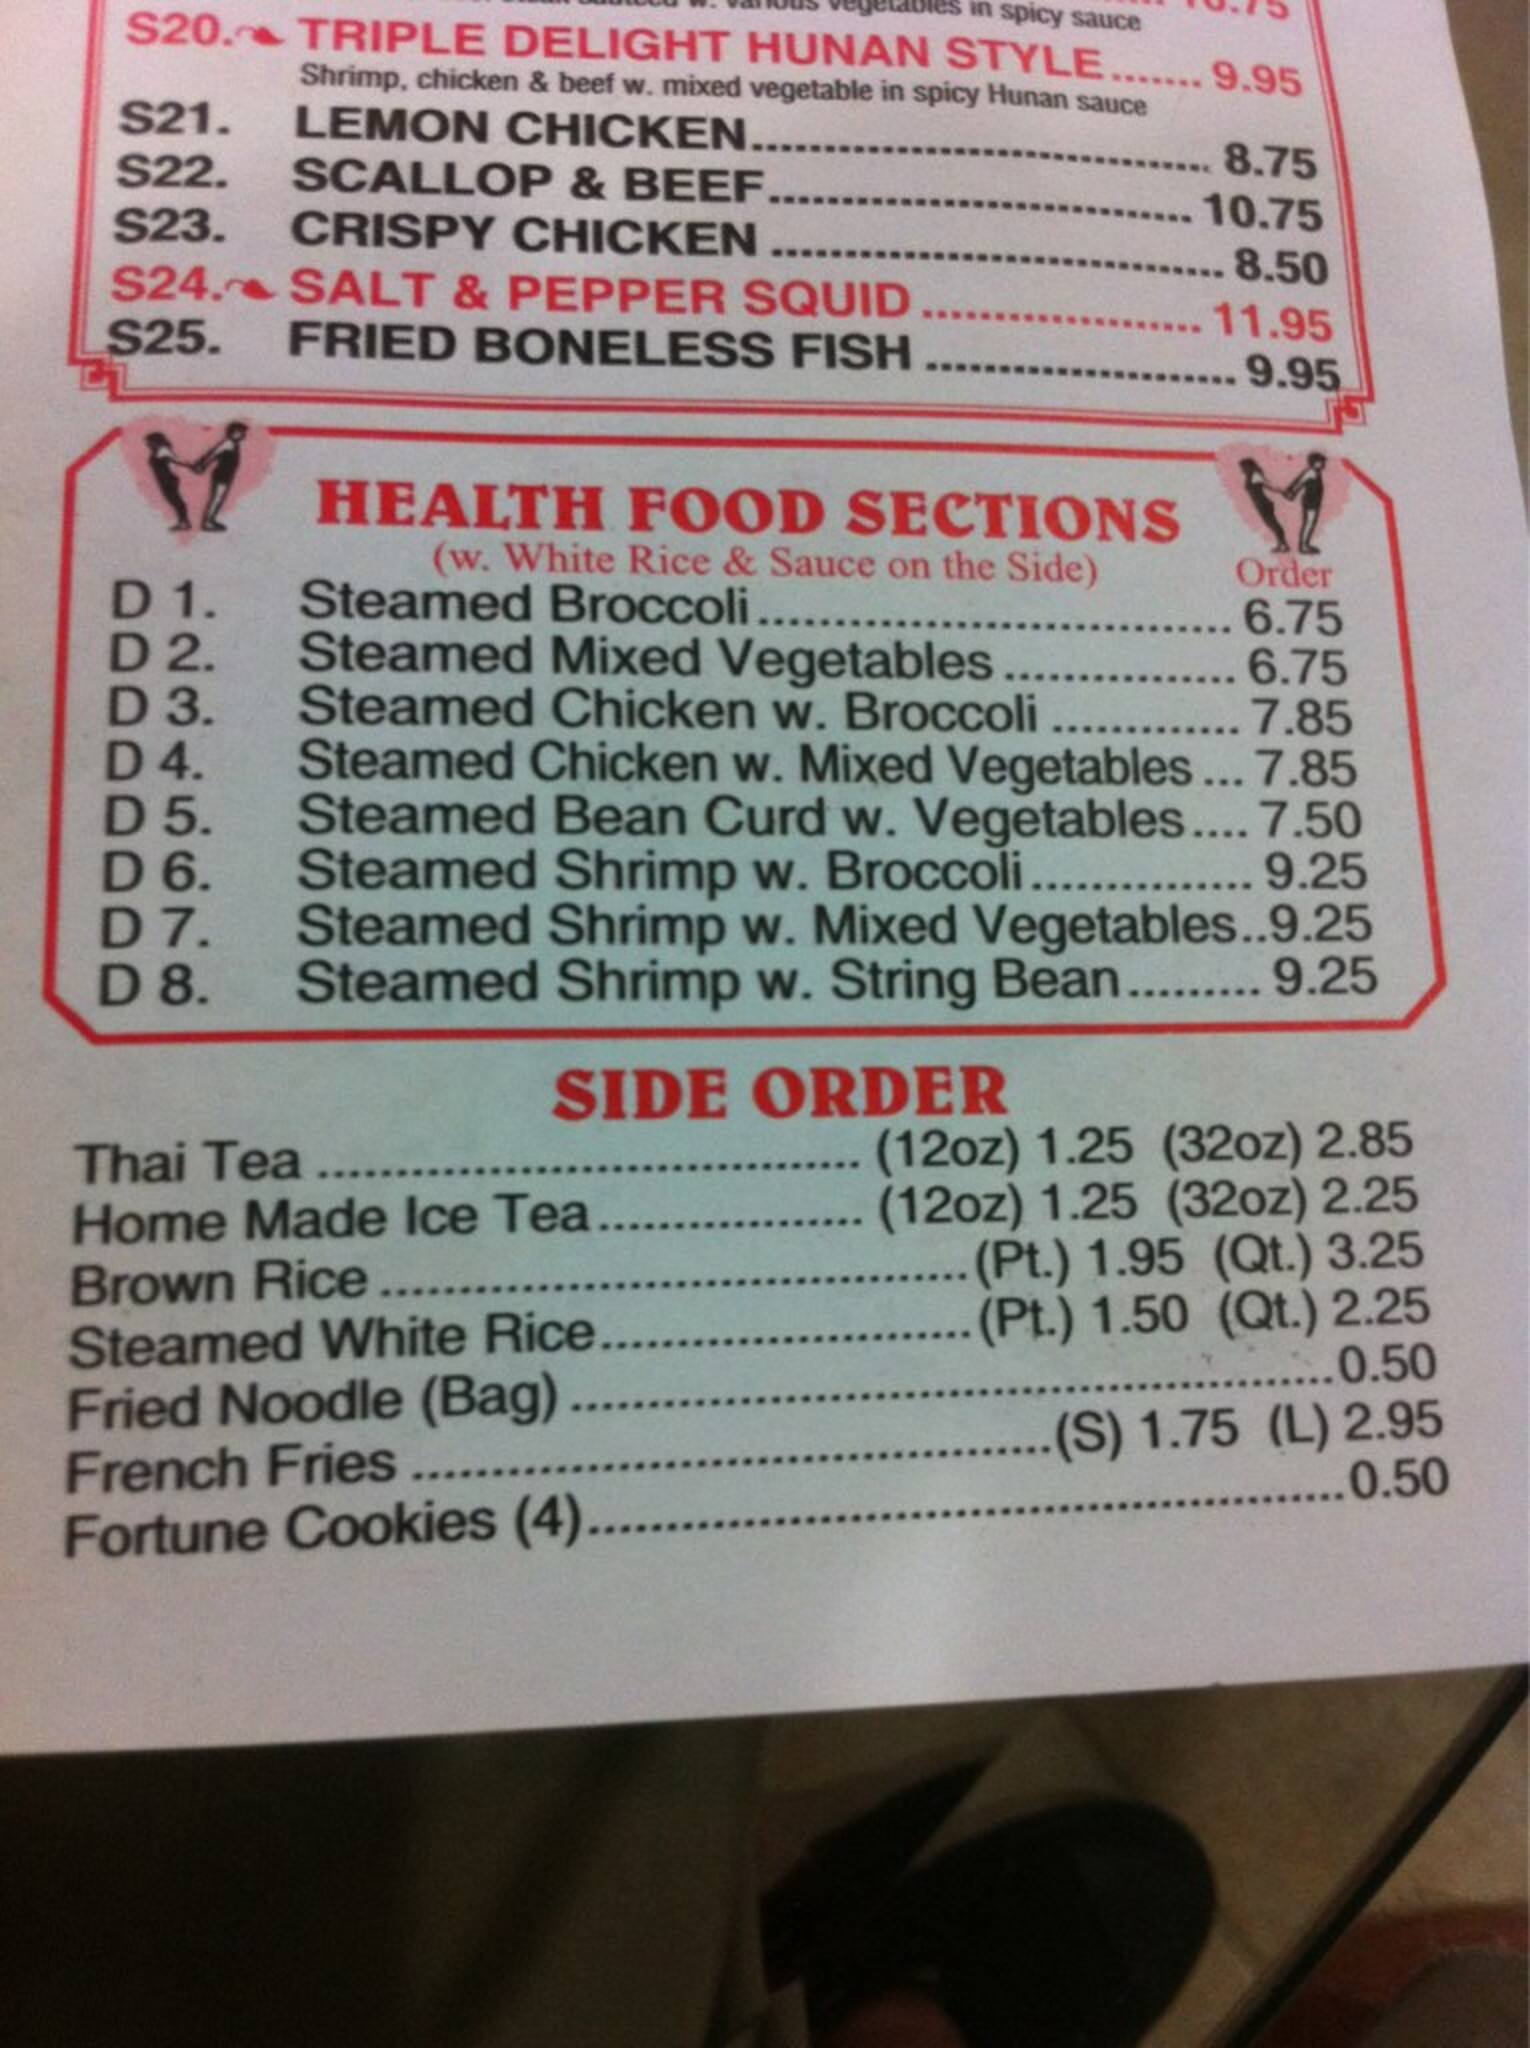 various vegetables in spicy sauce
S20. TRIPLE DELIGHT HUNAN STYLE....... 9.95
Shrimp, chicken & beef w. mixed vegetable in spicy Hunan sauce
S21. LEMON CHICKEN................................ 8.75
S22. SCALLOP & BEEF............................. 10.75
S23. CRISPY CHICKEN ............................... 8.50
S24. SALT & PEPPER SQUID ................... 11.95
S25. FRIED BONELESS FISH ...................... 9.95
HEALTH FOOD SECTIONS
(w. White Rice & Sauce on the Side) Order
D 1. Steamed Broccoli................................ 6.75
D 2. Steamed Mixed Vegetables ................ 6.75
D 3. Steamed Chicken w. Broccoli ............. 7.85
D 4. Steamed Chicken w. Mixed Vegetables ... 7.85
D 5. Steamed Bean Curd w. Vegetables.... 7.50
D 6. Steamed Shrimp w. Broccoli............... 9.25
D 7. Steamed Shrimp w. Mixed Vegetables..9.25
D 8. Steamed Shrimp w. String Bean......... 9.25
SIDE ORDER
Thai Tea ................................... (12oz) 1.25 (32oz) 2.85
Home Made Ice Tea.................. (12oz) 1.25 (32oz) 2.25
Brown Rice ......................................(Pt.) 1.95 (Qt.) 3.25
Steamed White Rice........................(Pt.) 1.50 (Qt.) 2.25
Fried Noodle (Bag) ..................................................0.50
French Fries .........................................(S) 1.75 (L) 2.95
Fortune Cookies (4).................................................0.50